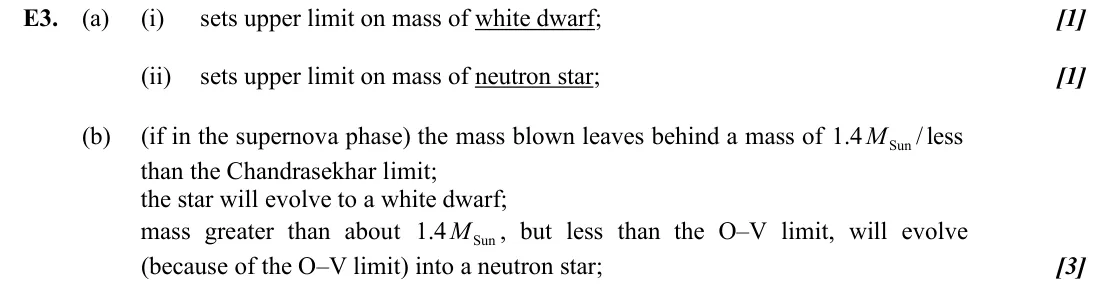 E3. (a) (i) sets upper limit on mass of white dwarf; [1]
(ii) sets upper limit on mass of neutron star; [1]
(b) (if in the supernova phase) the mass blown leaves behind a mass of 1.4 M_Sun / less
than the Chandrasekhar limit;
the star will evolve to a white dwarf;
mass greater than about 1.4 M_Sun , but less than the O–V limit, will evolve
(because of the O–V limit) into a neutron star; [3]